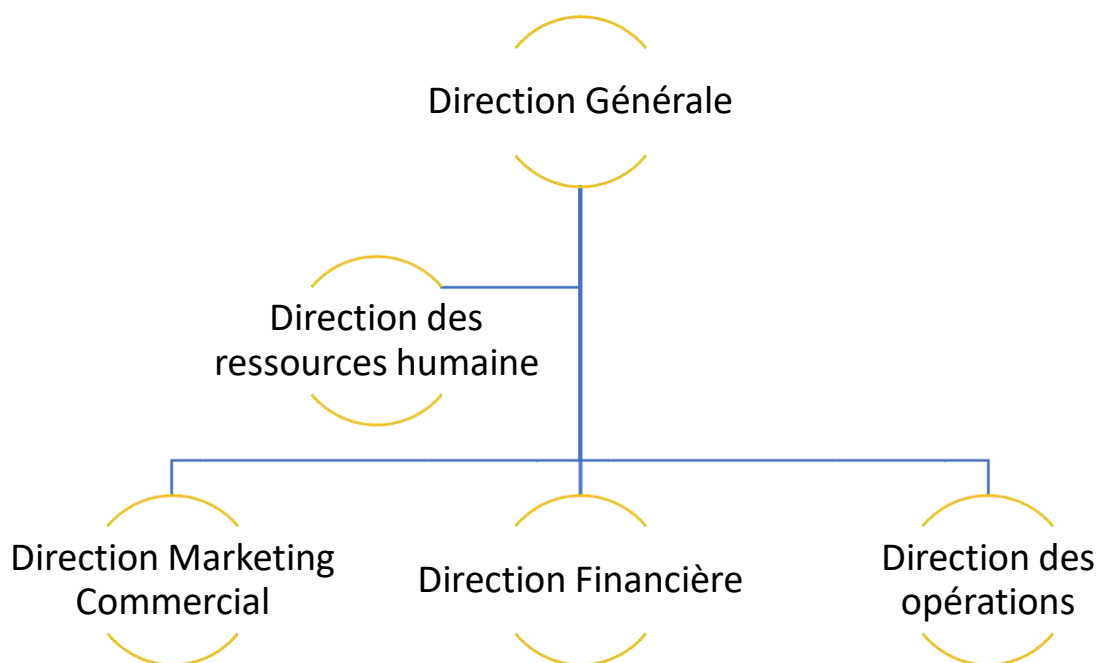 Direction Générale
Direction des
ressources humaine
Direction Marketing
Commercial
Direction Financière
Direction des
opérations